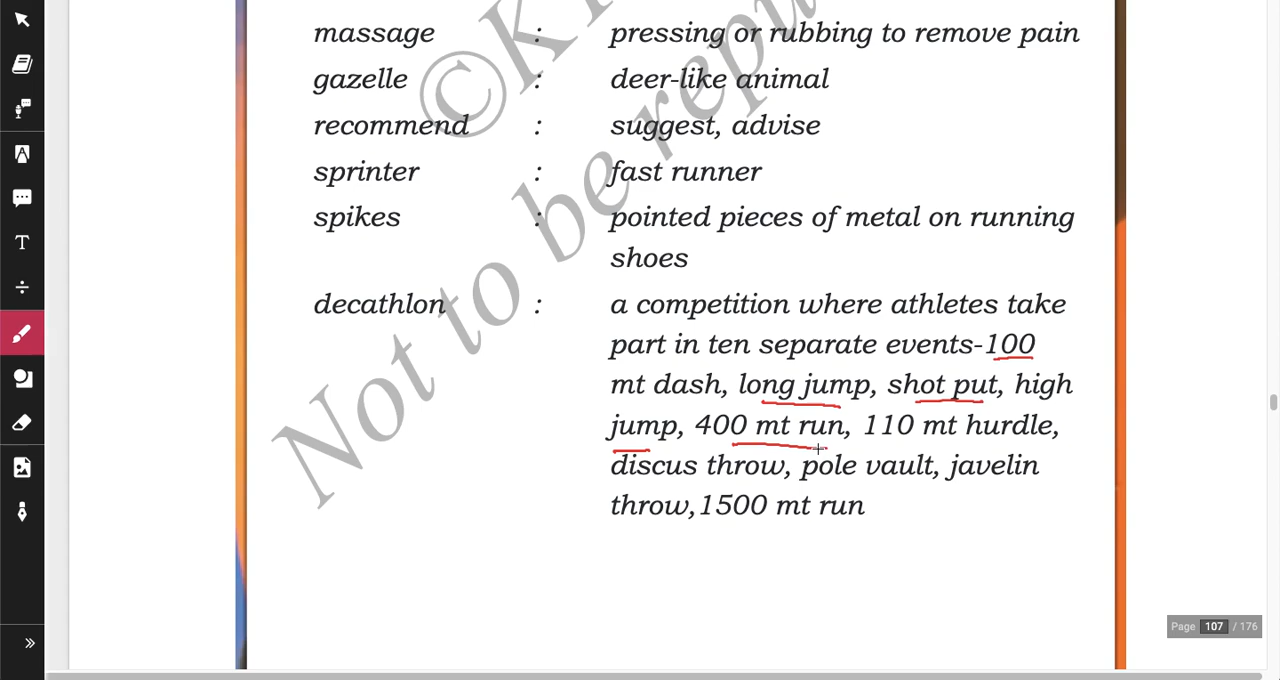 massage : pressing or rubbing to remove pain
gazelle : deer-like animal
recommend : suggest, advise
sprinter : fast runner
spikes : pointed pieces of metal on running
shoes
decathlon : a competition where athletes take
part in ten separate events-100
mt dash, long jump, shot put, high
jump, 400 mt run, 110 mt hurdle,
discus throw, pole vault, javelin
throw,1500 mt run
Page 107 / 176
©K
Not to be repu